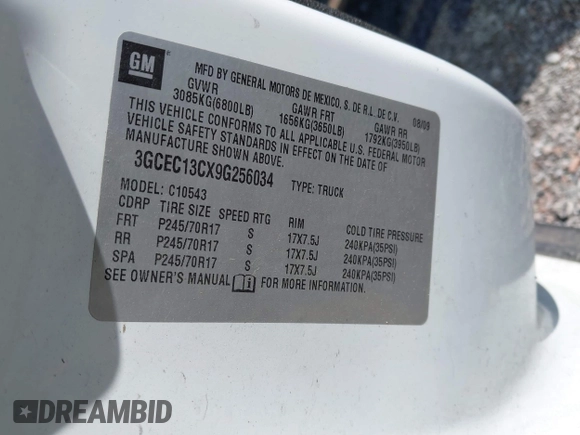 GM
MFD BY GENERAL MOTORS DE MEXICO, S. DE R.L. DE C.V. 08/09
GVWR GAWR FRT GAWR RR
3085KG(6800LB) 1656KG(3650LB) 1792KG(3950LB)
THIS VEHICLE CONFORMS TO ALL APPLICABLE U.S. FEDERAL MOTOR
VEHICLE SAFETY STANDARDS IN EFFECT ON THE DATE OF
MANUFACTURE SHOWN ABOVE.
3GCEC13CX9G256034 TYPE: TRUCK
MODEL: C10543
CDRP TIRE SIZE SPEED RTG RIM COLD TIRE PRESSURE
FRT P245/70R17 S 17X7.5J 240KPA(35PSI)
RR P245/70R17 S 17X7.5J 240KPA(35PSI)
SPA P245/70R17 S 17X7.5J 240KPA(35PSI)
SEE OWNER'S MANUAL FOR MORE INFORMATION.
DREAMBID